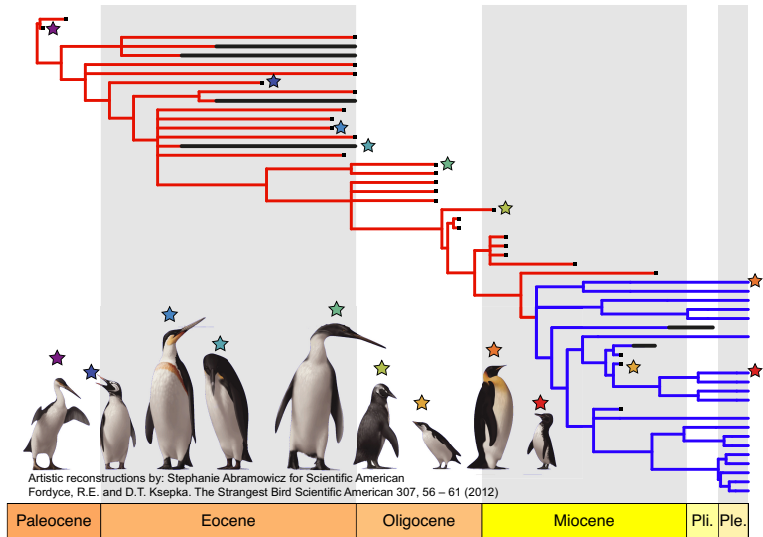 Artistic reconstructions by: Stephanie Abramowicz for Scientific American
Fordyce, R.E. and D.T. Ksepka. The Strangest Bird Scientific American 307, 56 – 61 (2012)
Paleocene Eocene Oligocene Miocene Pli. Ple.